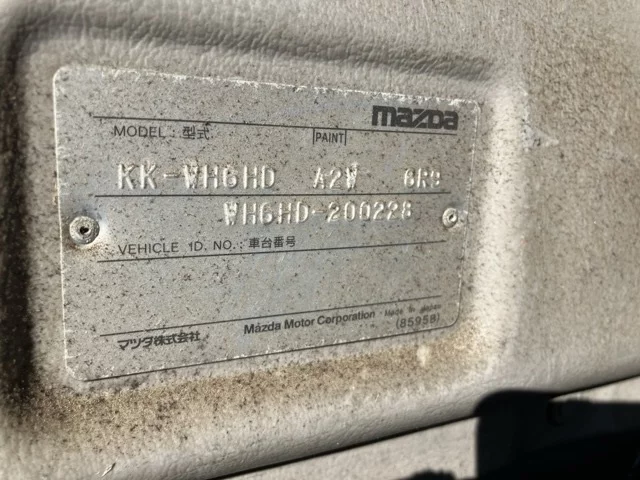 mazda
MODEL : 型式 PAINT
KK-WH6HD A2W 6R9
WH6HD-200228
VEHICLE ID. NO. : 車台番号
マツダ株式会社 Mazda Motor Corporation Made in Japan
(85958)